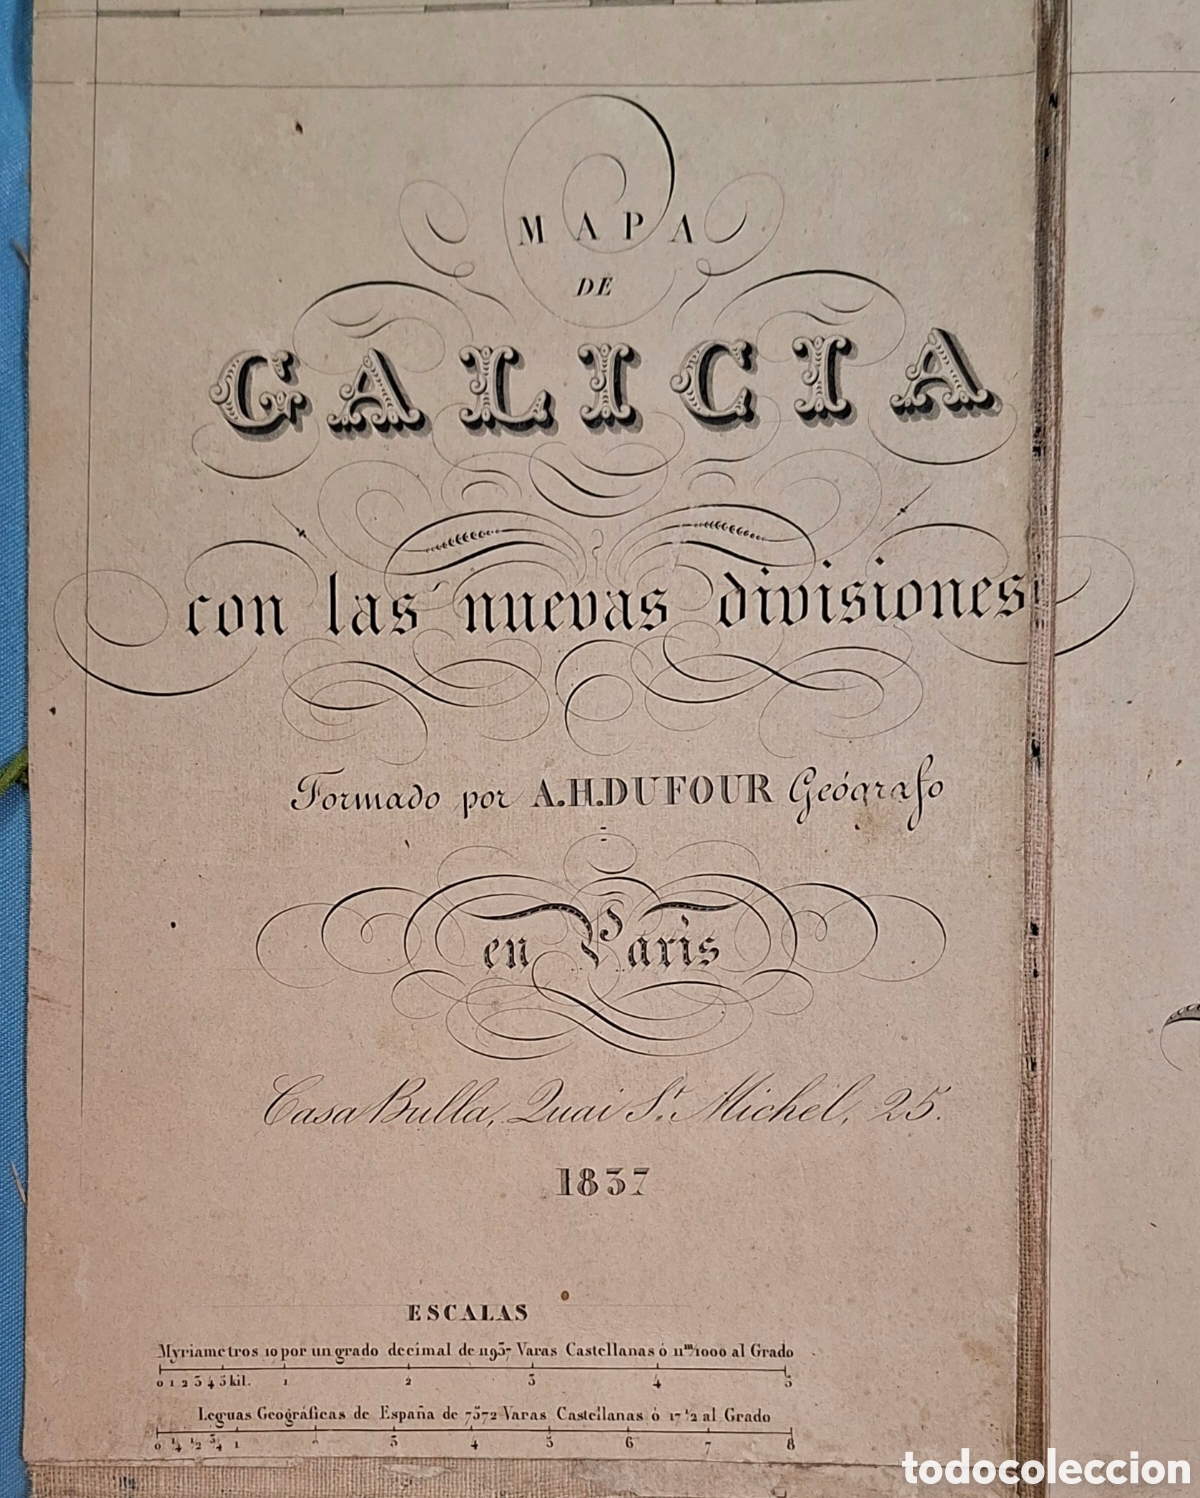 MAPA
DE
GALICIA
con las nuevas divisiones
Formado por A.H.DUFOUR Geógrafo
en Paris
Casa Bulla, Quai St. Michel, 25.
1837
ESCALAS
Myriametros 10 por un grado decimal de 11937 Varas Castellanas ó 11m/1000 al Grado
0 1 2 3 4 5 kil. 1 2 3 4 5
Leguas Geográficas de España de 7572 Varas Castellanas ó 17 1/2 al Grado
0 1/4 1/2 3/4 1 2 3 4 5 6 7 8
todocoleccion